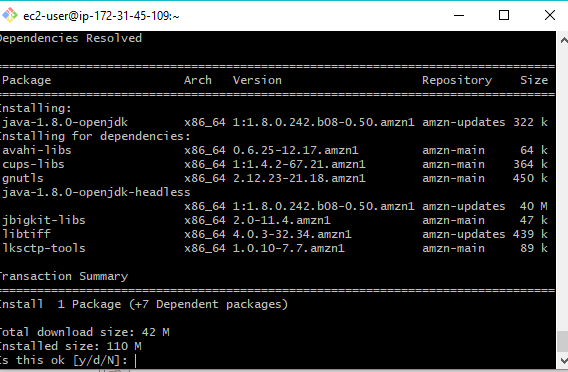 ec2-user@ip-172-31-45-109:~
Dependencies Resolved
================================================================================
Package Arch Version Repository Size
================================================================================
Installing:
java-1.8.0-openjdk x86_64 1:1.8.0.242.b08-0.50.amzn1 amzn-updates 322 k
Installing for dependencies:
avahi-libs x86_64 0.6.25-12.17.amzn1 amzn-main 64 k
cups-libs x86_64 1:1.4.2-67.21.amzn1 amzn-main 364 k
gnutls x86_64 2.12.23-21.18.amzn1 amzn-main 450 k
java-1.8.0-openjdk-headless
x86_64 1:1.8.0.242.b08-0.50.amzn1 amzn-updates 40 M
jbigkit-libs x86_64 2.0-11.4.amzn1 amzn-main 47 k
libtiff x86_64 4.0.3-32.34.amzn1 amzn-updates 439 k
lksctp-tools x86_64 1.0.10-7.7.amzn1 amzn-main 89 k
Transaction Summary
================================================================================
Install 1 Package (+7 Dependent packages)
Total download size: 42 M
Installed size: 110 M
Is this ok [y/d/N]: